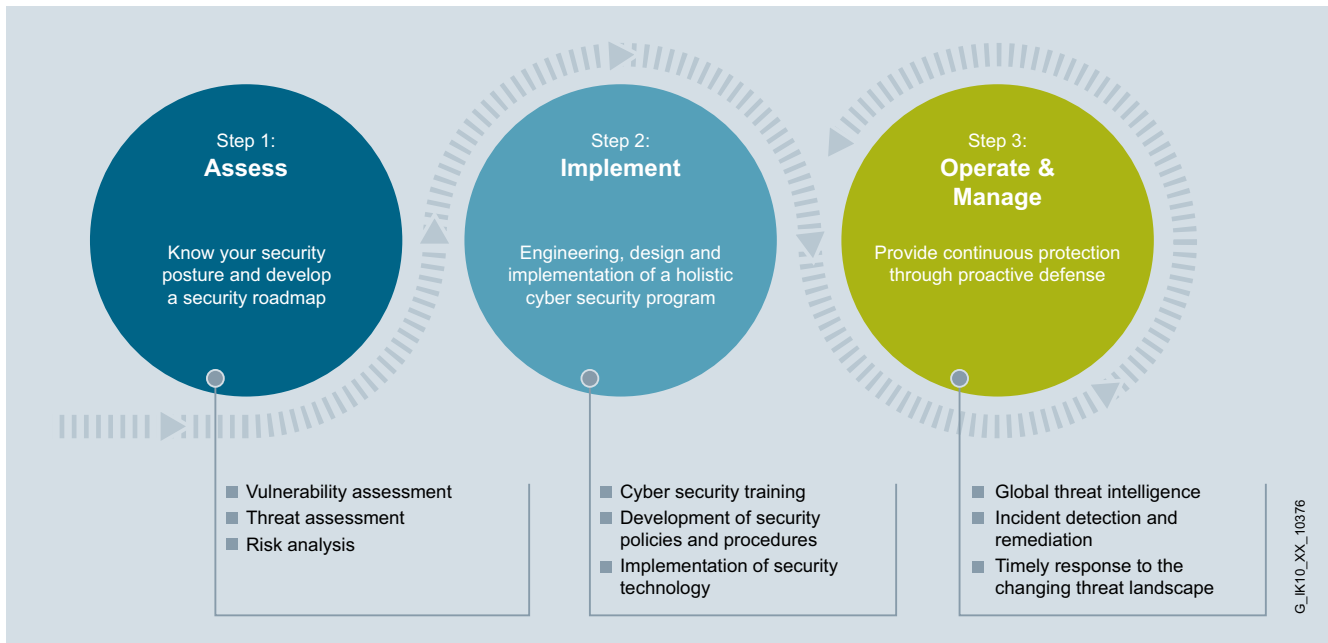 Step 1:
Assess
Know your security
posture and develop
a security roadmap
Step 2:
Implement
Engineering, design and
implementation of a holistic
cyber security program
Step 3:
Operate &
Manage
Provide continuous protection
through proactive defense
Vulnerability assessment
Threat assessment
Risk analysis
Cyber security training
Development of security
policies and procedures
Implementation of security
technology
Global threat intelligence
Incident detection and
remediation
Timely response to the
changing threat landscape
G_IK10_XX_10376